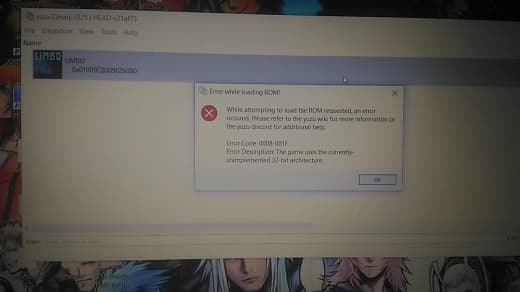 yuzu Canary 2221 | HEAD-c21aff5
File Emulation View Tools Help
Name
LIMBO
LIMBO
Error while loading ROM!
While attempting to load the ROM requested, an error
occured. Please refer to the yuzu wiki for more information or
the yuzu discord for additional help.
Error Code: 0008-001F
Error Description: The game uses the currently-
unimplemented 32-bit architecture.
OK